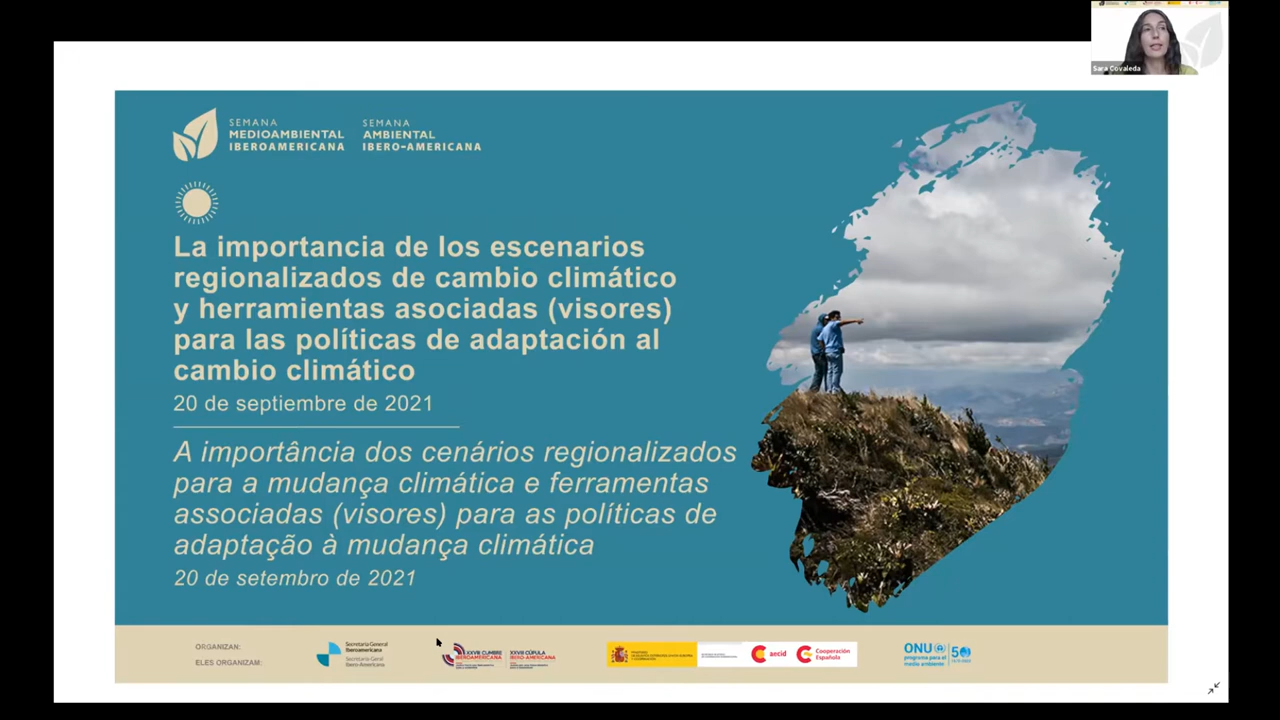 Sara Covaleda
SEMANA
MEDIOAMBIENTAL
IBEROAMERICANA
SEMANA
AMBIENTAL
IBERO-AMERICANA
La importancia de los escenarios
regionalizados de cambio climático
y herramientas asociadas (visores)
para las políticas de adaptación al
cambio climático
20 de septiembre de 2021
A importância dos cenários regionalizados
para a mudança climática e ferramentas
associadas (visores) para as políticas de
adaptação à mudança climática
20 de setembro de 2021
ORGANIZAN:
ELES ORGANIZAM:
Secretaría General
Iberoamericana
Secretaria-Geral
Ibero-Americana
XXVII CUMBRE
IBEROAMERICANA
XXVII CÚPULA
IBERO-AMERICANA
aecid
Cooperación
Española
ONU
programa para el
medio ambiente
50